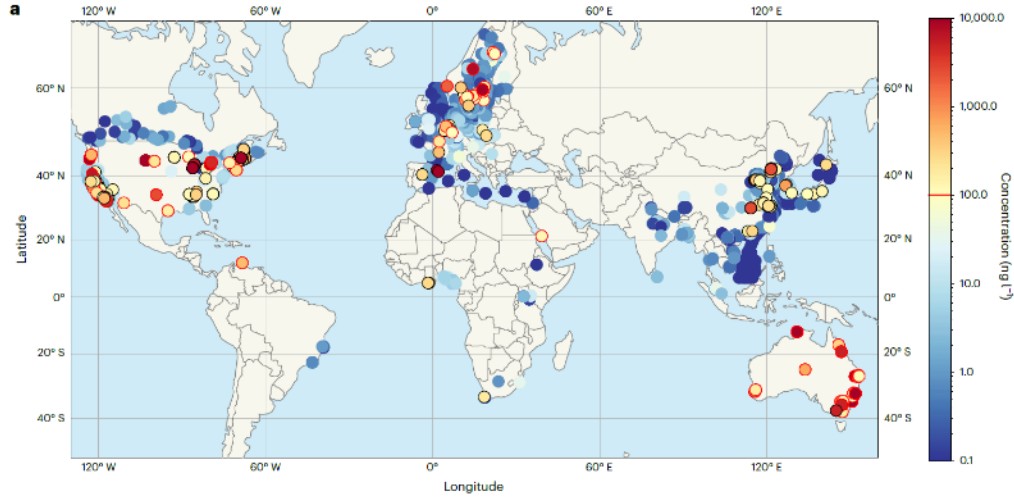 a
120° W 60° W 0° 60° E 120° E
10,000.0
60° N 60° N
1,000.0
40° N 40° N
100.0
20° N 20° N
10.0
0° 0°
20° S 20° S
1.0
40° S 40° S
0.1
120° W 60° W 0° 60° E 120° E
Longitude
Latitude
Concentration (ng l⁻¹)